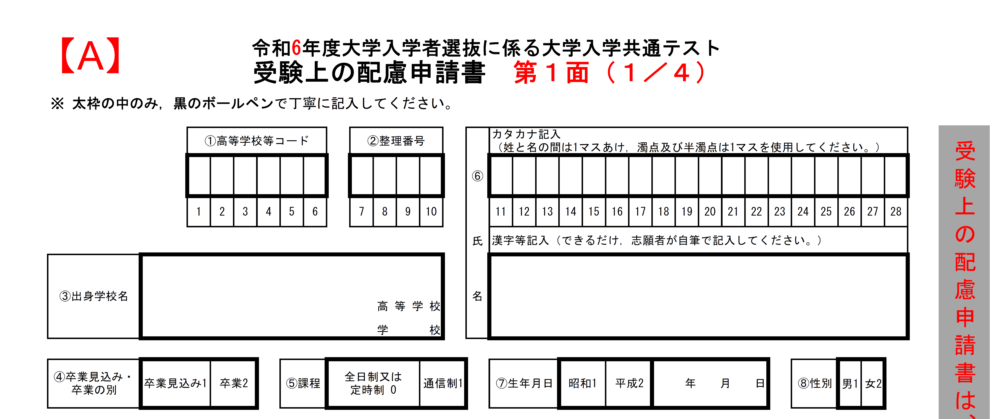 【A】
令和6年度大学入学者選抜に係る大学入学共通テスト
受験上の配慮申請書　第１面（１／４）
※ 太枠の中のみ，黒のボールペンで丁寧に記入してください。
①高等学校等コード
1 2 3 4 5 6
②整理番号
7 8 9 10
⑥氏名
カタカナ記入
（姓と名の間は1マスあけ，濁点及び半濁点は1マスを使用してください。）
11 12 13 14 15 16 17 18 19 20 21 22 23 24 25 26 27 28
漢字等記入（できるだけ，志願者が自筆で記入してください。）
③出身学校名
高等学校
学　校
④卒業見込み・
卒業の別
卒業見込み1
卒業2
⑤課程
全日制又は
定時制 0
通信制1
⑦生年月日
昭和1
平成2
年　月　日
⑧性別
男1
女2
受験上の配慮申請書は、